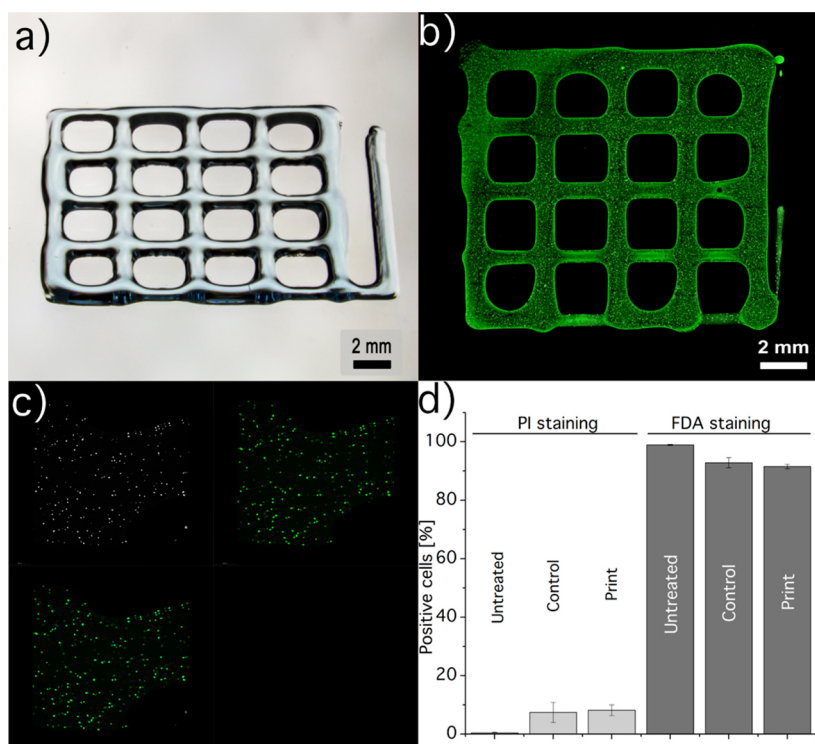 a)
2 mm
b)
2 mm
c)
d)
PI staining
FDA staining
Positive cells [%]
100
80
60
40
20
0
Untreated
Control
Print
Untreated
Control
Print